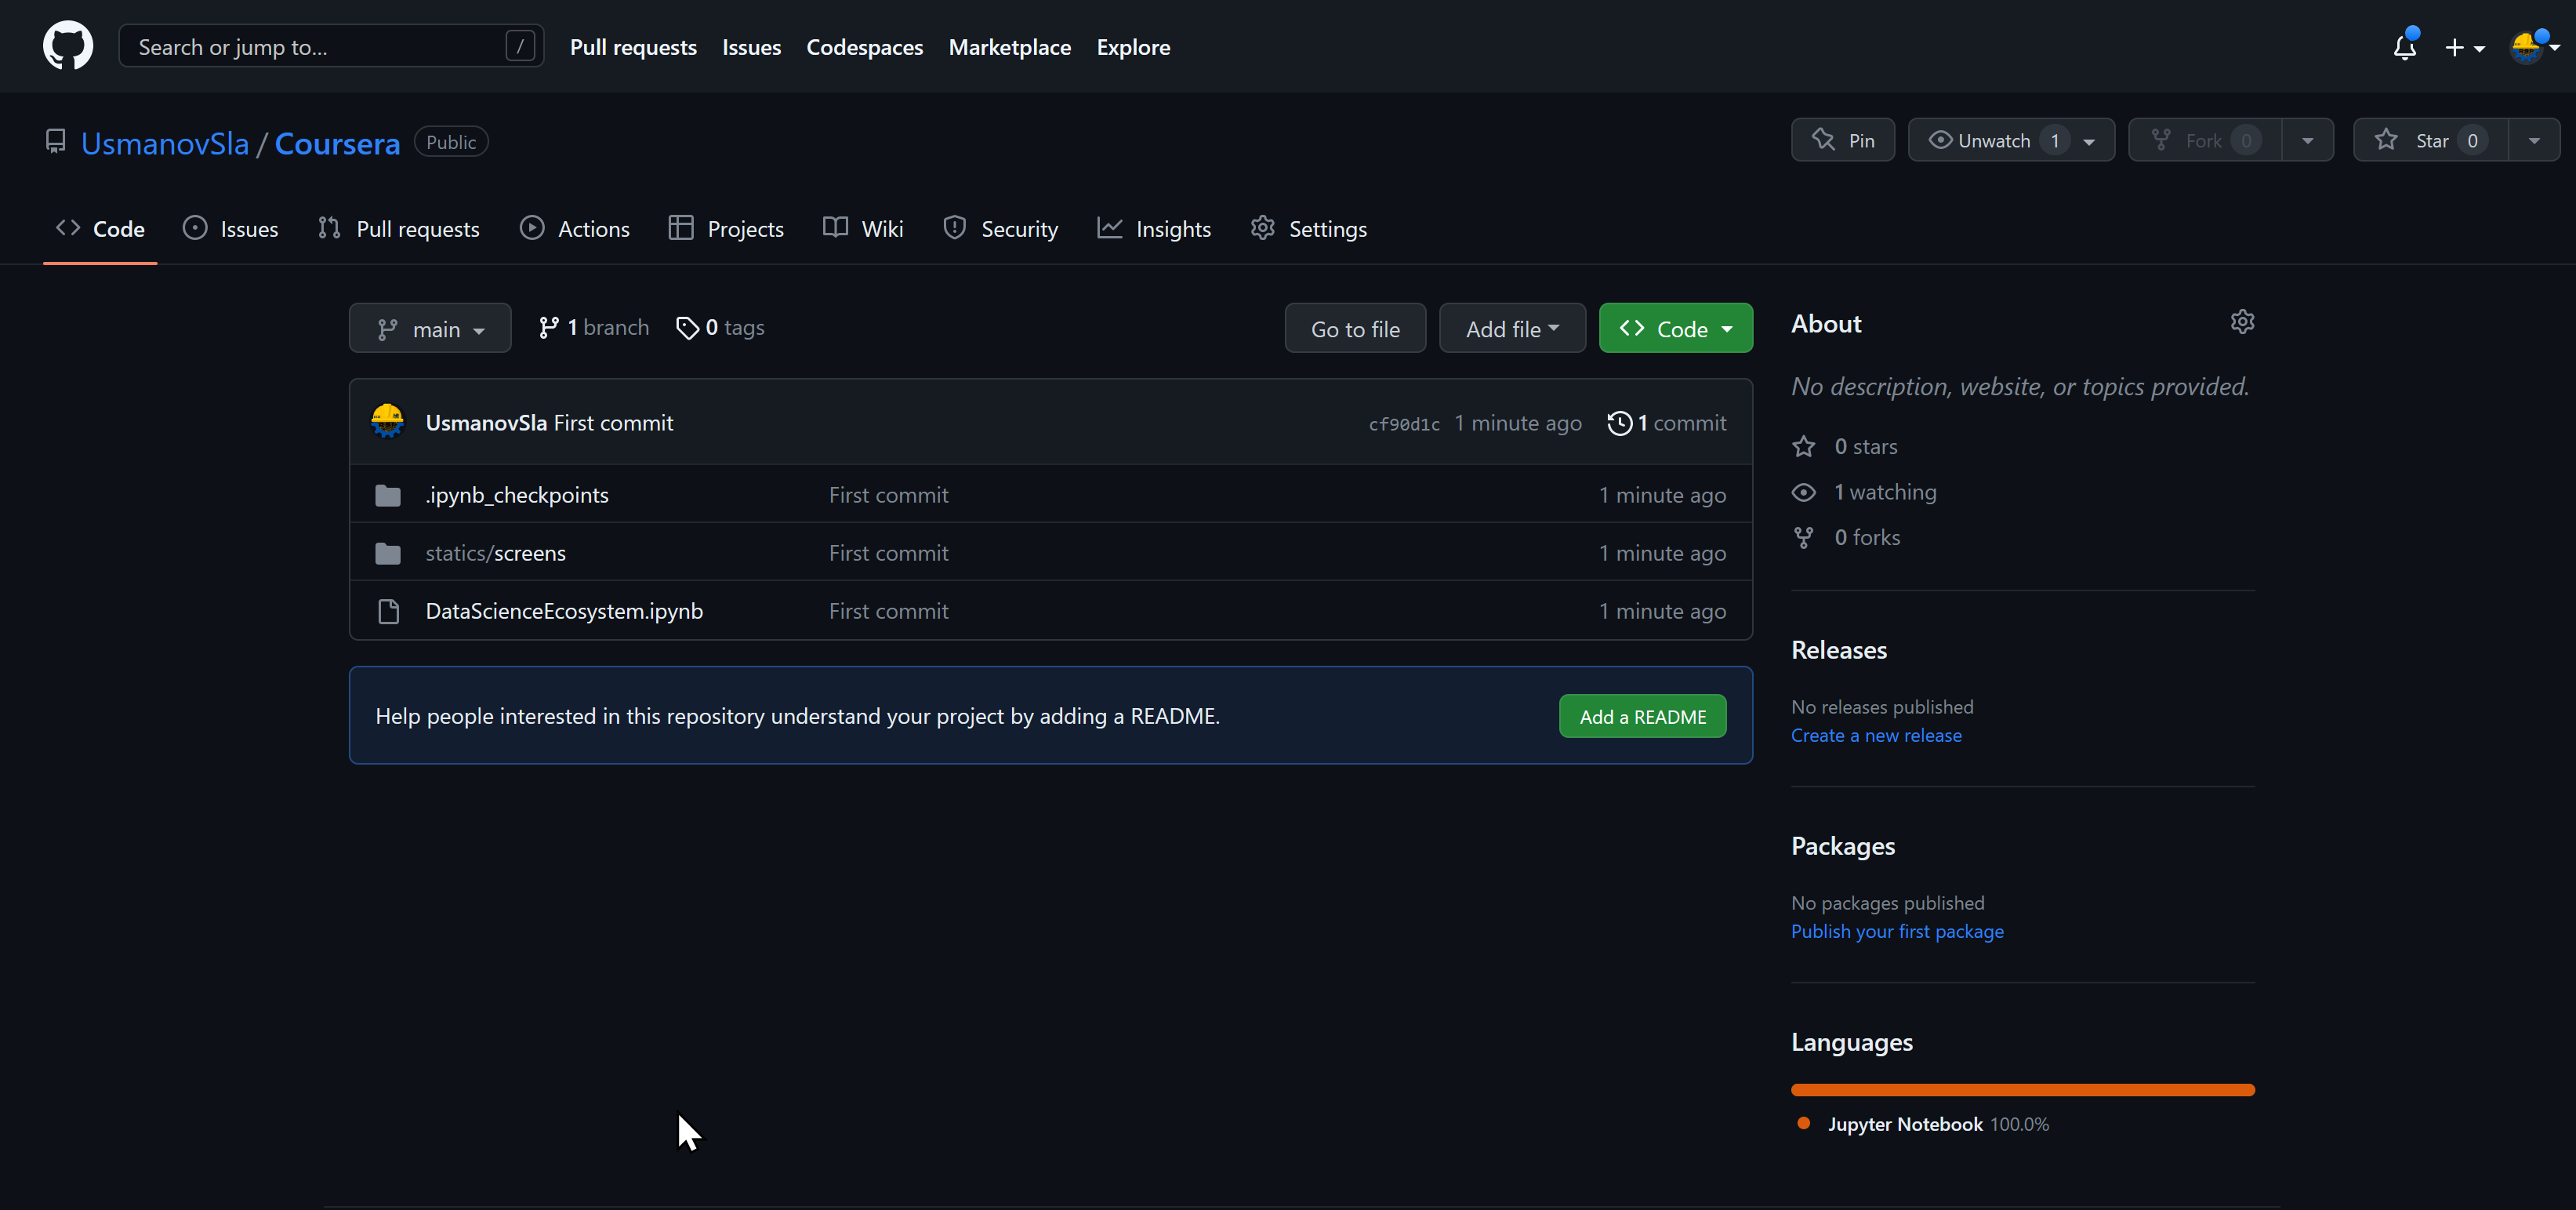 Search or jump to... /
Pull requests Issues Codespaces Marketplace Explore
UsmanovSla / Coursera Public
Pin Unwatch 1 Fork 0 Star 0
Code Issues Pull requests Actions Projects Wiki Security Insights Settings
main 1 branch 0 tags Go to file Add file Code
UsmanovSla First commit cf90d1c 1 minute ago 1 commit
.ipynb_checkpoints First commit 1 minute ago
statics/screens First commit 1 minute ago
DataScienceEcosystem.ipynb First commit 1 minute ago
Help people interested in this repository understand your project by adding a README. Add a README
About
No description, website, or topics provided.
0 stars
1 watching
0 forks
Releases
No releases published
Create a new release
Packages
No packages published
Publish your first package
Languages
Jupyter Notebook 100.0%